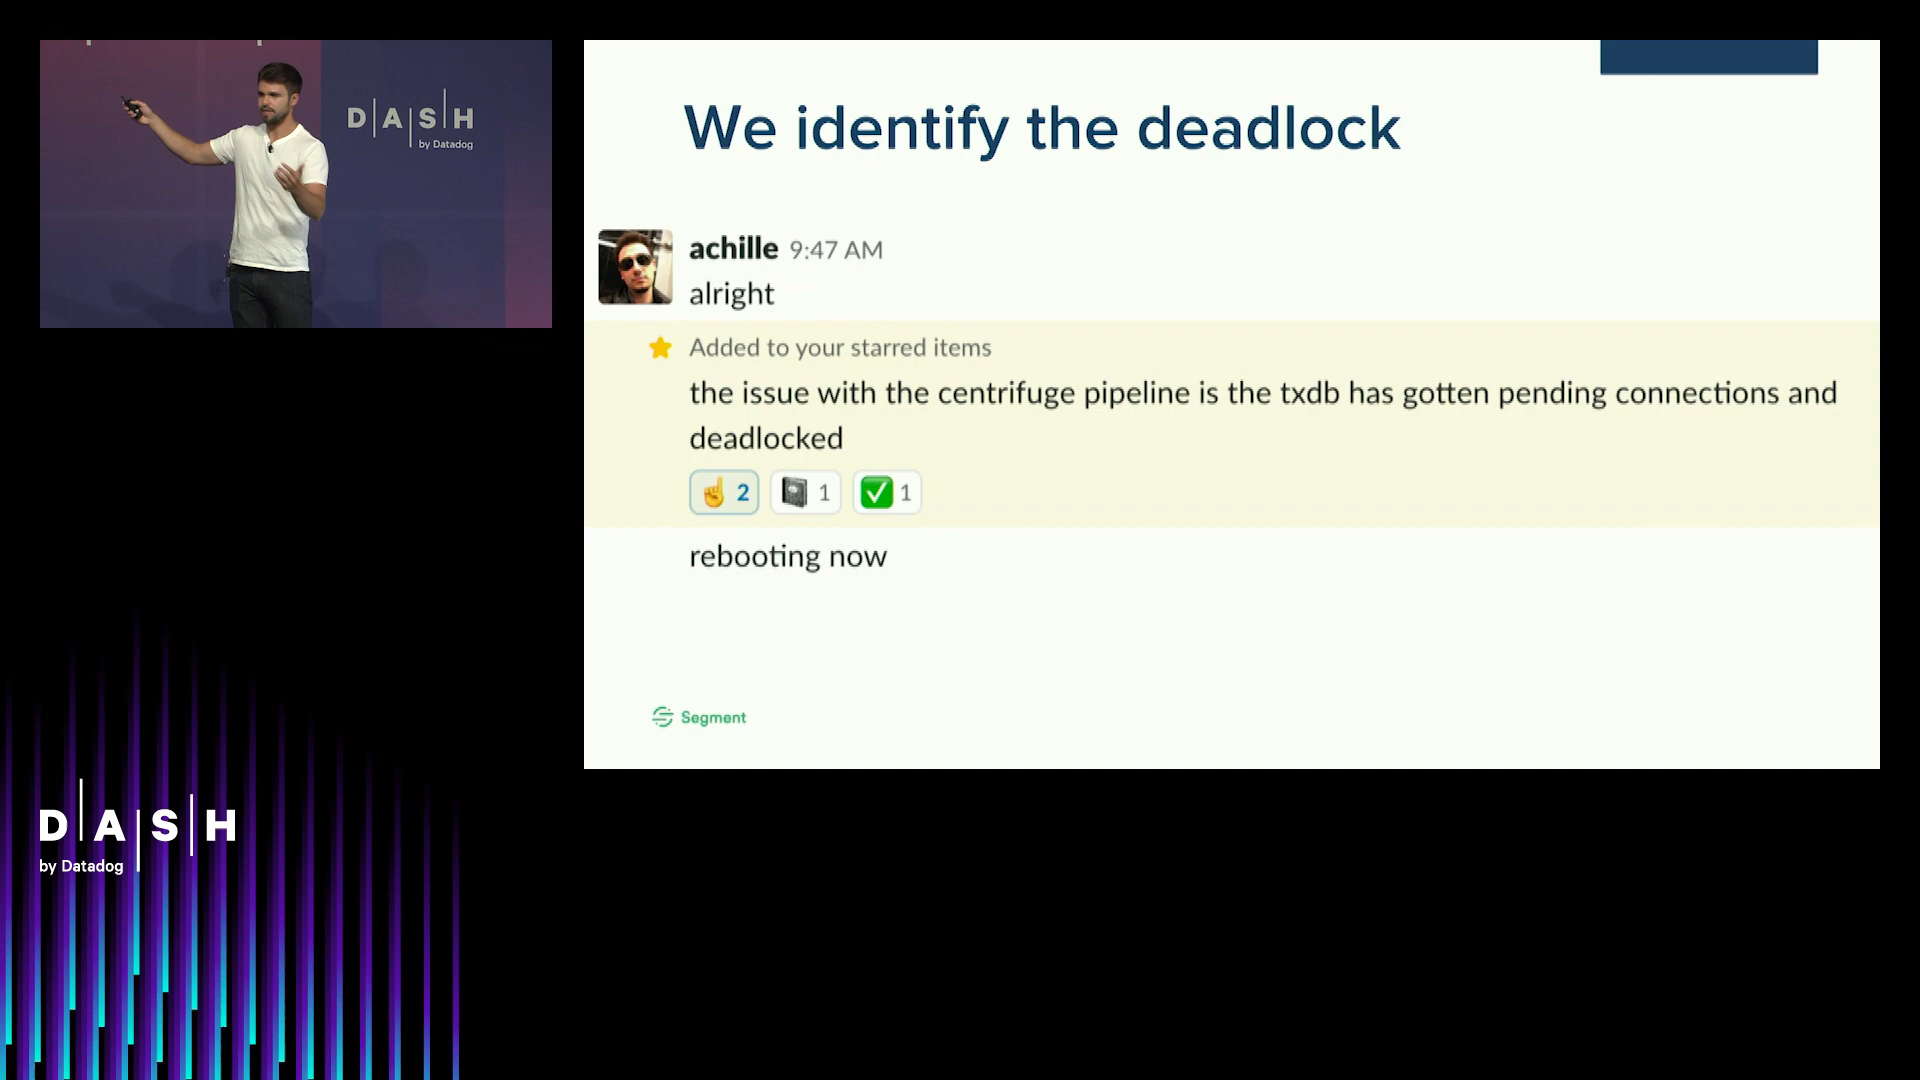 D|A|S|H
by Datadog
We identify the deadlock
achille 9:47 AM
alright
Added to your starred items
the issue with the centrifuge pipeline is the txdb has gotten pending connections and
deadlocked
2 1 1
rebooting now
Segment
D|A|S|H
by Datadog